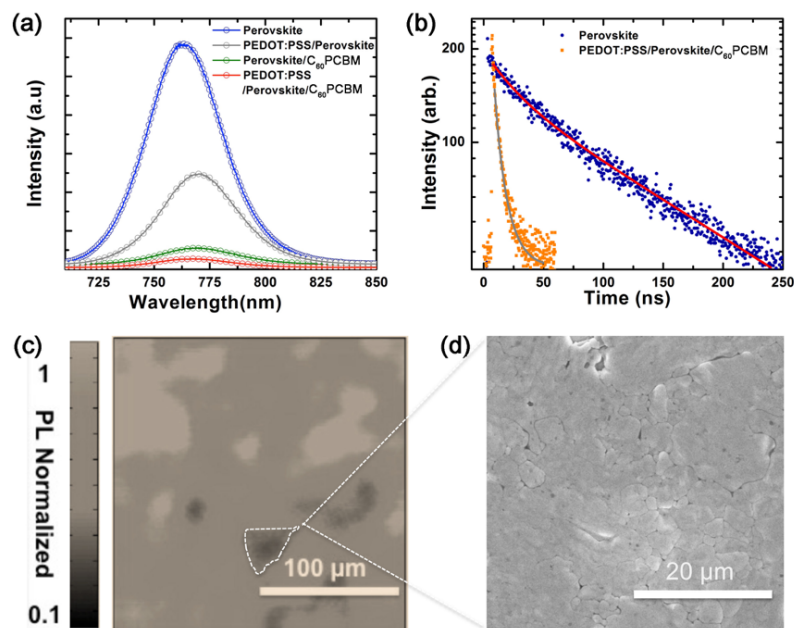 (a)
Perovskite
PEDOT:PSS/Perovskite
Perovskite/C60PCBM
PEDOT:PSS
/Perovskite/C60PCBM
Intensity (a.u)
725 750 775 800 825 850
Wavelength(nm)
(b)
Perovskite
PEDOT:PSS/Perovskite/C60PCBM
200
100
Intensity (arb.)
0 50 100 150 200 250
Time (ns)
(c)
1
PL Normalized
0.1
100 µm
(d)
20 µm